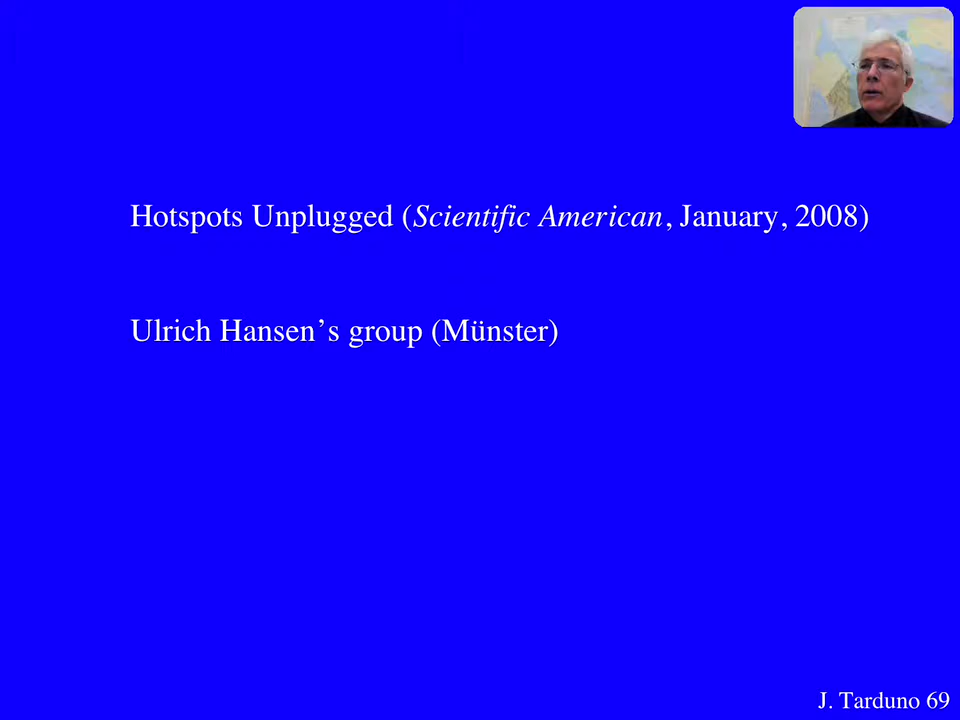 Hotspots Unplugged (Scientific American, January, 2008)
Ulrich Hansen’s group (Münster)
J. Tarduno 69